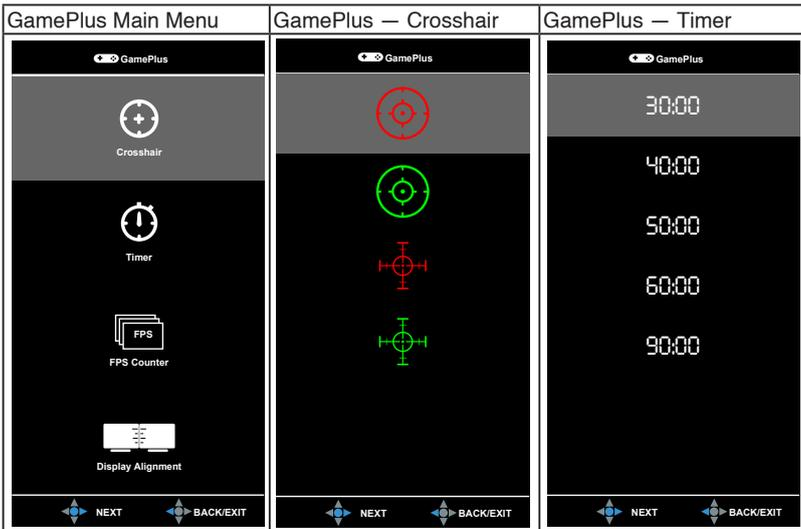 GamePlus Main Menu
GamePlus
Crosshair
Timer
FPS
FPS Counter
Display Alignment
NEXT BACK/EXIT
GamePlus — Crosshair
GamePlus
NEXT BACK/EXIT
GamePlus — Timer
GamePlus
30:00
40:00
50:00
60:00
90:00
NEXT BACK/EXIT